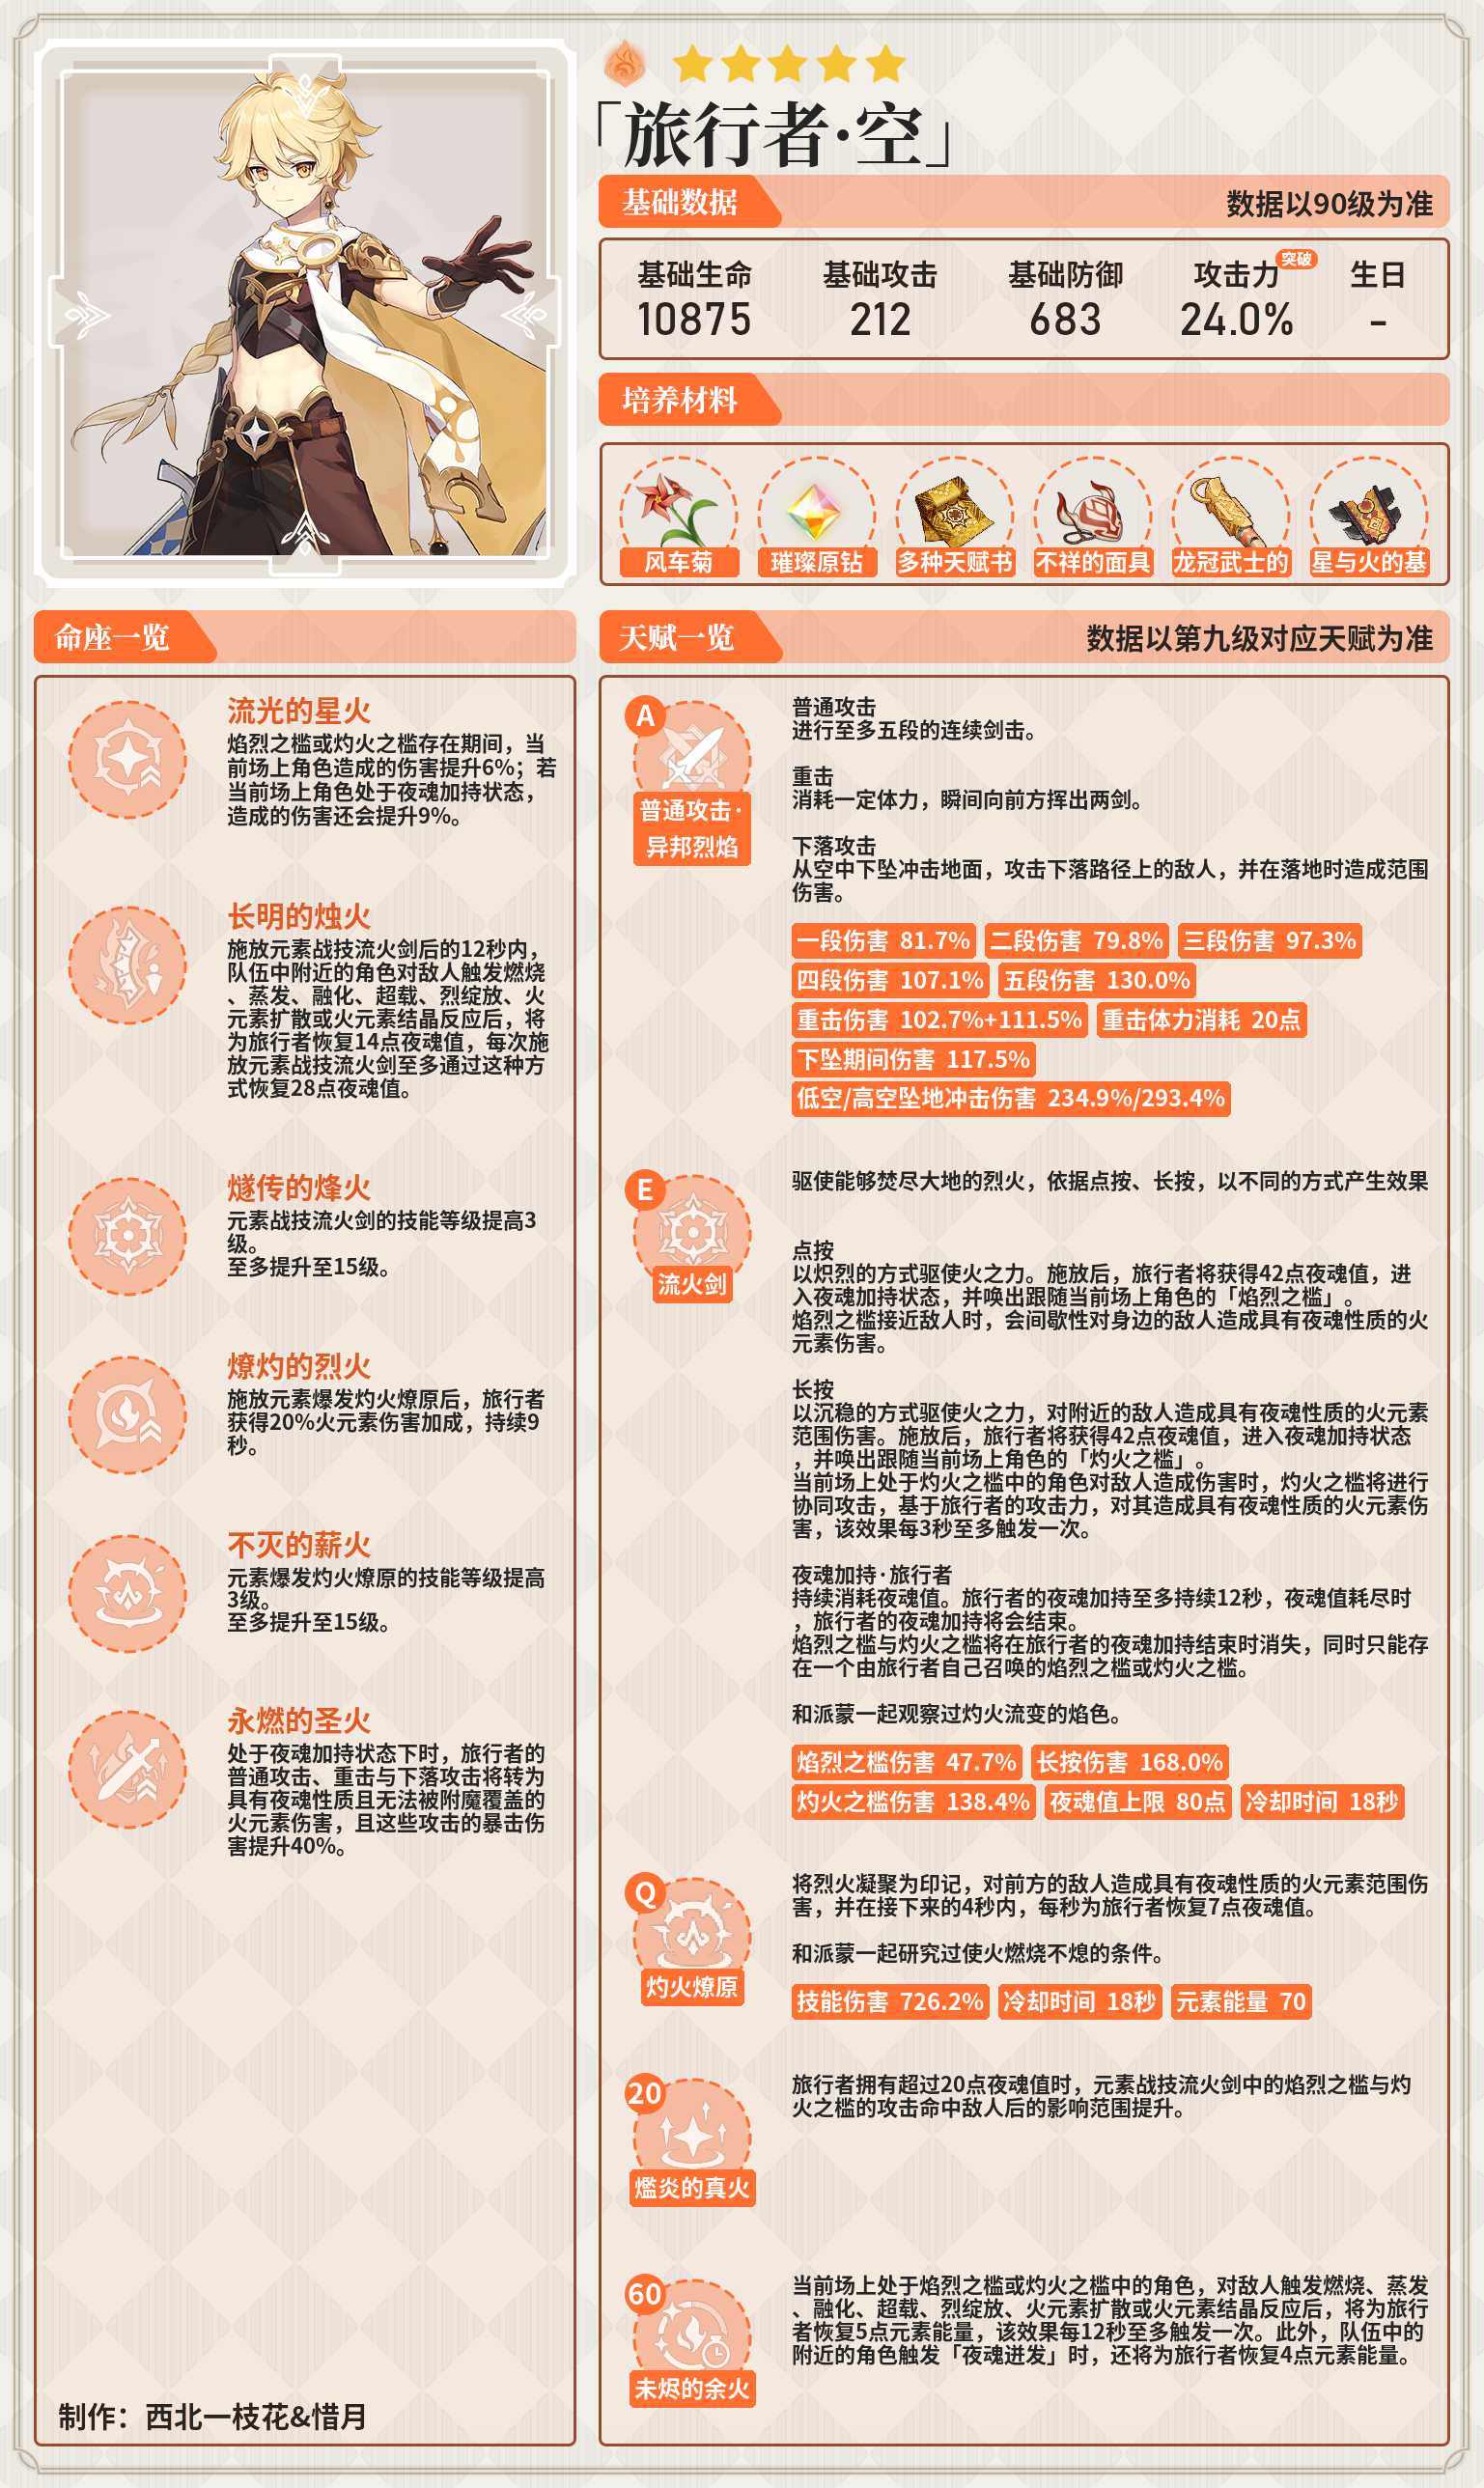 「旅行者·空」
基础数据
数据以90级为准
基础生命 基础攻击 基础防御 攻击力 突破 生日
10875 212 683 24.0% -
培养材料
风车菊 璀璨原钻 多种天赋书 不祥的面具 龙冠武士的 星与火的基
命座一览
流光的星火
焰烈之槛或灼火之槛存在期间，当
前场上角色造成的伤害提升6%；若
当前场上角色处于夜魂加持状态，
造成的伤害还会提升9%。
长明的烛火
施放元素战技流火剑后的12秒内，
队伍中附近的角色对敌人触发燃烧
、蒸发、融化、超载、烈绽放、火
元素扩散或火元素结晶反应后，将
为旅行者恢复14点夜魂值，每次施
放元素战技流火剑至多通过这种方
式恢复28点夜魂值。
燧传的烽火
元素战技流火剑的技能等级提高3
级。
至多提升至15级。
燎灼的烈火
施放元素爆发灼火燎原后，旅行者
获得20%火元素伤害加成，持续9
秒。
不灭的薪火
元素爆发灼火燎原的技能等级提高
3级。
至多提升至15级。
永燃的圣火
处于夜魂加持状态下时，旅行者的
普通攻击、重击与下落攻击将转为
具有夜魂性质且无法被附魔覆盖的
火元素伤害，且这些攻击的暴击伤
害提升40%。
制作：西北一枝花&惜月
天赋一览
数据以第九级对应天赋为准
A
普通攻击·
异邦烈焰
普通攻击
进行至多五段的连续剑击。
重击
消耗一定体力，瞬间向前方挥出两剑。
下落攻击
从空中下坠冲击地面，攻击下落路径上的敌人，并在落地时造成范围
伤害。
一段伤害 81.7% 二段伤害 79.8% 三段伤害 97.3%
四段伤害 107.1% 五段伤害 130.0%
重击伤害 102.7%+111.5% 重击体力消耗 20点
下坠期间伤害 117.5%
低空/高空坠地冲击伤害 234.9%/293.4%
E
流火剑
驱使能够焚尽大地的烈火，依据点按、长按，以不同的方式产生效果
点按
以炽烈的方式驱使火之力。施放后，旅行者将获得42点夜魂值，进
入夜魂加持状态，并唤出跟随当前场上角色的「焰烈之槛」。
焰烈之槛接近敌人时，会间歇性对身边的敌人造成具有夜魂性质的火
元素伤害。
长按
以沉稳的方式驱使火之力，对附近的敌人造成具有夜魂性质的火元素
范围伤害。施放后，旅行者将获得42点夜魂值，进入夜魂加持状态
，并唤出跟随当前场上角色的「灼火之槛」。
当前场上处于灼火之槛中的角色对敌人造成伤害时，灼火之槛将进行
协同攻击，基于旅行者的攻击力，对其造成具有夜魂性质的火元素伤
害，该效果每3秒至多触发一次。
夜魂加持·旅行者
持续消耗夜魂值。旅行者的夜魂加持至多持续12秒，夜魂值耗尽时
，旅行者的夜魂加持将会结束。
焰烈之槛与灼火之槛将在旅行者的夜魂加持结束时消失，同时只能存
在一个由旅行者自己召唤的焰烈之槛或灼火之槛。
和派蒙一起观察过灼火流变的焰色。
焰烈之槛伤害 47.7% 长按伤害 168.0%
灼火之槛伤害 138.4% 夜魂值上限 80点 冷却时间 18秒
Q
灼火燎原
将烈火凝聚为印记，对前方的敌人造成具有夜魂性质的火元素范围伤
害，并在接下来的4秒内，每秒为旅行者恢复7点夜魂值。
和派蒙一起研究过使火燃烧不熄的条件。
技能伤害 726.2% 冷却时间 18秒 元素能量 70
20
爁炎的真火
旅行者拥有超过20点夜魂值时，元素战技流火剑中的焰烈之槛与灼
火之槛的攻击命中敌人后的影响范围提升。
60
未烬的余火
当前场上处于焰烈之槛或灼火之槛中的角色，对敌人触发燃烧、蒸发
、融化、超载、烈绽放、火元素扩散或火元素结晶反应后，将为旅行
者恢复5点元素能量，该效果每12秒至多触发一次。此外，队伍中的
附近的角色触发「夜魂迸发」时，还将为旅行者恢复4点元素能量。